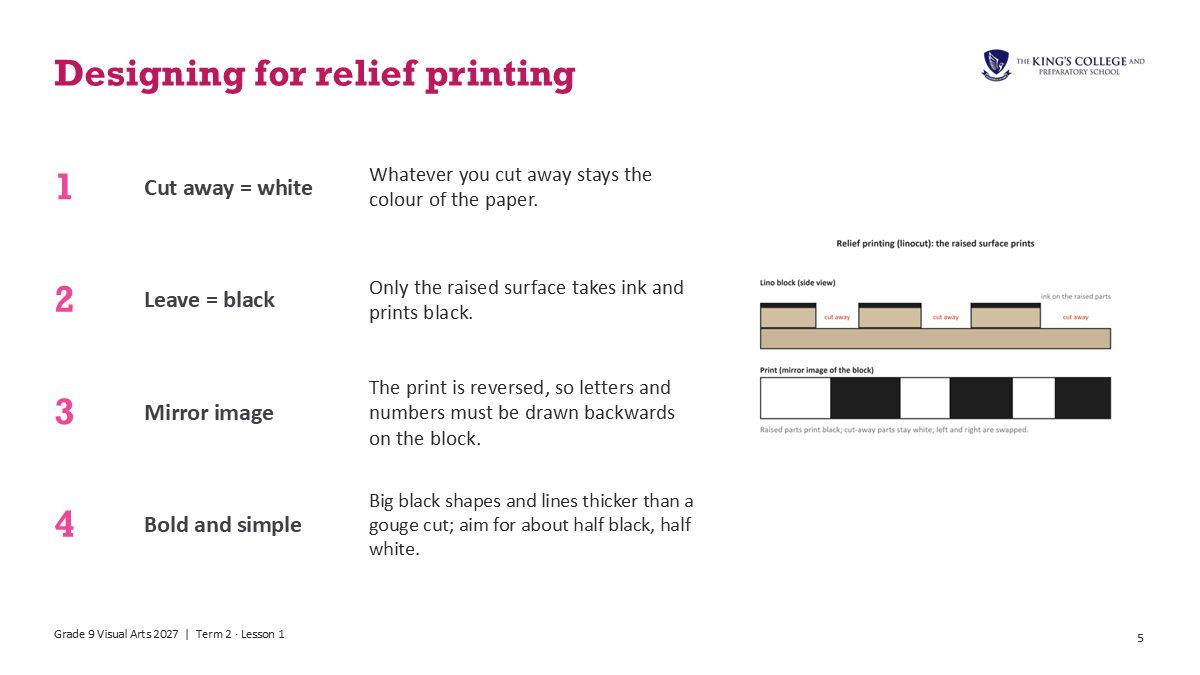 Designing for relief printing
THE KING'S COLLEGE AND
PREPARATORY SCHOOL
1
Cut away = white
Whatever you cut away stays the
colour of the paper.
2
Leave = black
Only the raised surface takes ink and
prints black.
3
Mirror image
The print is reversed, so letters and
numbers must be drawn backwards
on the block.
4
Bold and simple
Big black shapes and lines thicker than a
gouge cut; aim for about half black, half
white.
Relief printing (linocut): the raised surface prints
Lino block (side view)
ink on the raised parts
cut away
cut away
cut away
Print (mirror image of the block)
Raised parts print black; cut-away parts stay white; left and right are swapped.
Grade 9 Visual Arts 2027 | Term 2 · Lesson 1
5